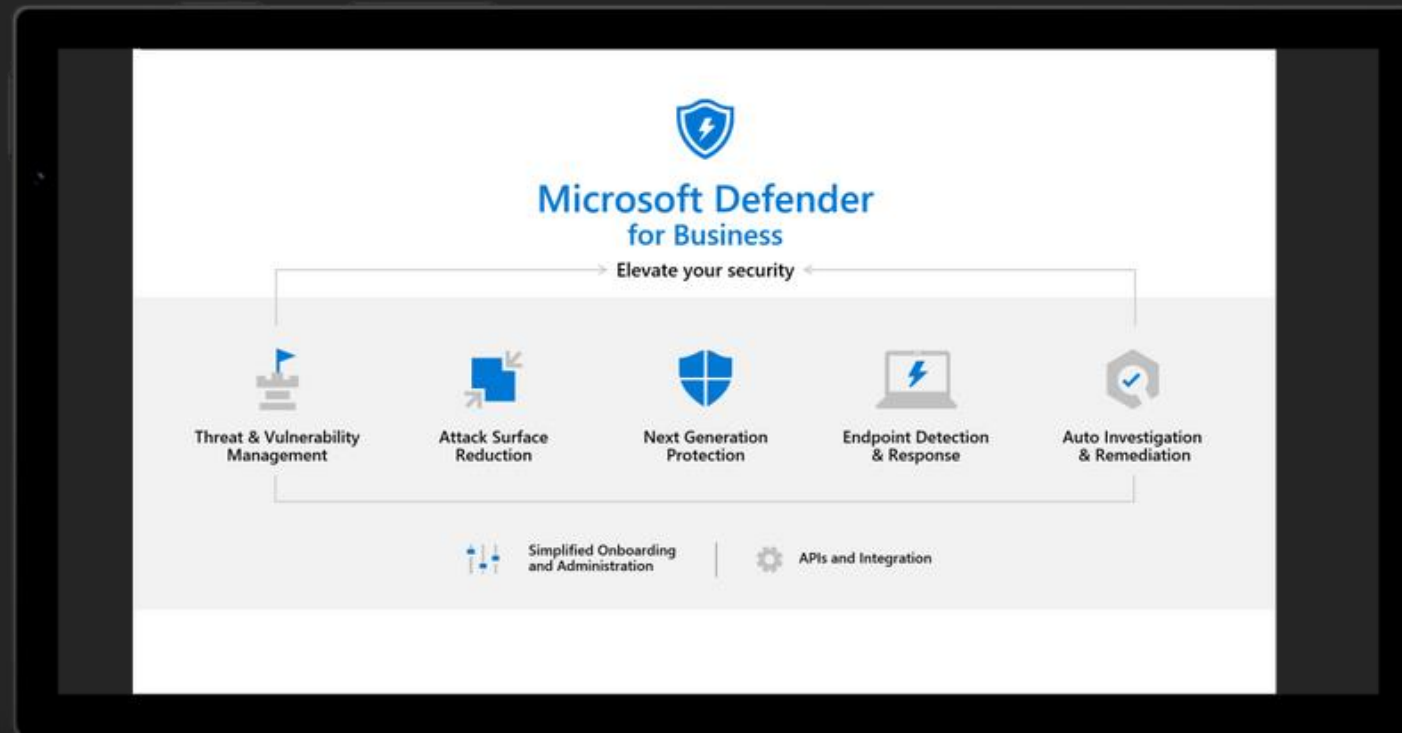 Microsoft Defender
for Business
Elevate your security
Threat & Vulnerability
Management
Attack Surface
Reduction
Next Generation
Protection
Endpoint Detection
& Response
Auto Investigation
& Remediation
Simplified Onboarding
and Administration
APIs and Integration